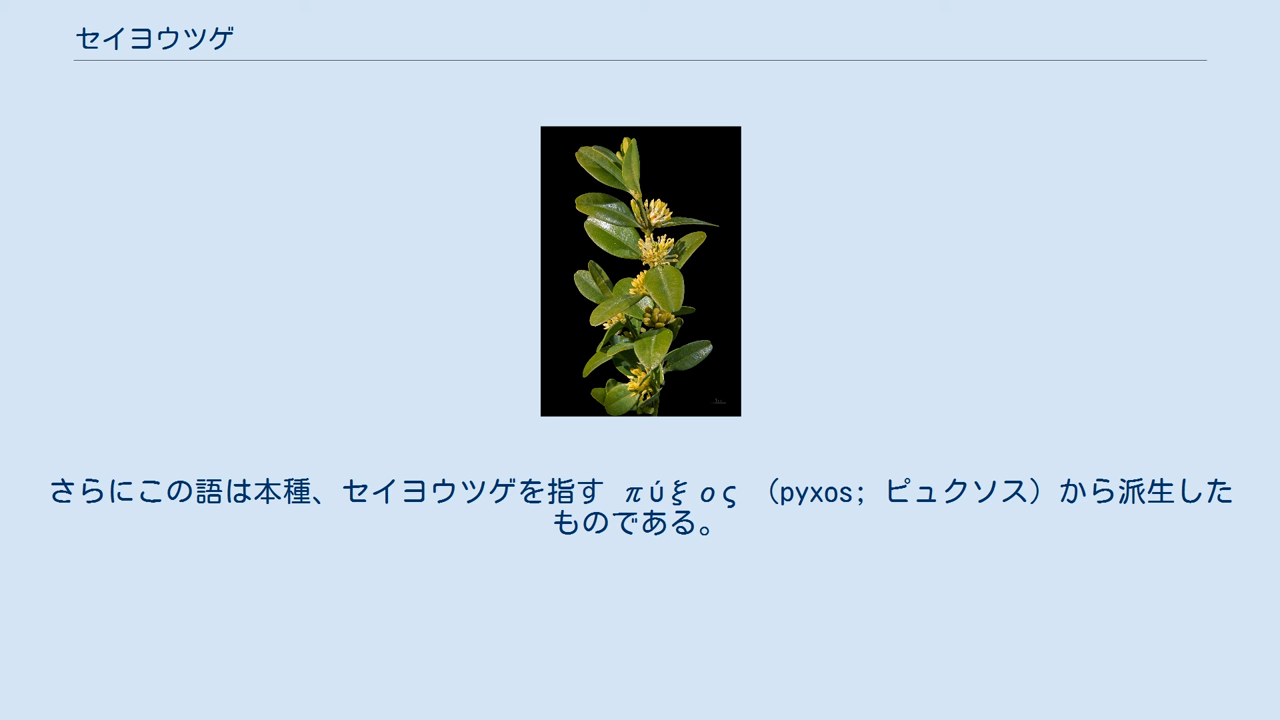 セイヨウツゲ
さらにこの語は本種、セイヨウツゲを指す πύξος （pyxos; ピュクソス）から派生した
ものである。